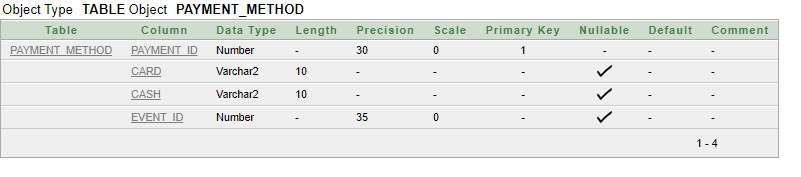 Object Type TABLE Object PAYMENT_METHOD
Table Column Data Type Length Precision Scale Primary Key Nullable Default Comment
PAYMENT_METHOD PAYMENT_ID Number - 30 0 1 - - -
CARD Varchar2 10 - - - ✓ - -
CASH Varchar2 10 - - - ✓ - -
EVENT_ID Number - 35 0 - ✓ - -
1 - 4